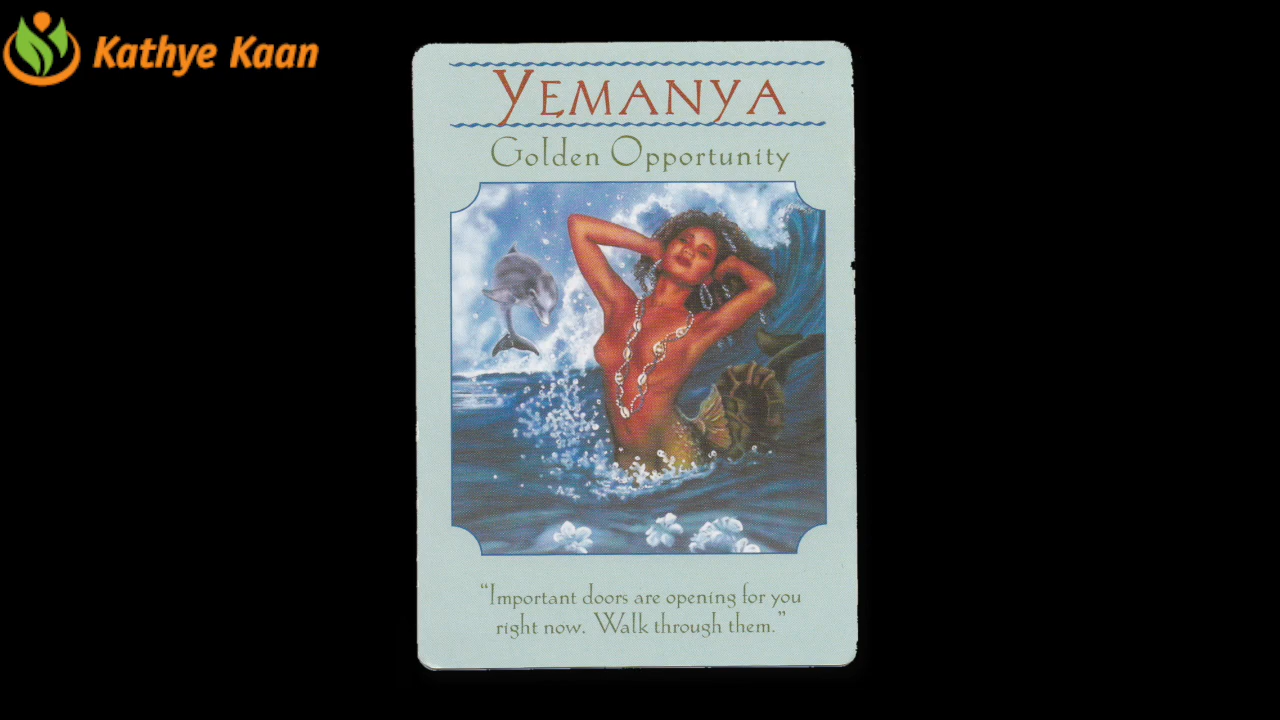 Kathye Kaan
YEMANYA
Golden Opportunity
“Important doors are opening for you
right now. Walk through them.”